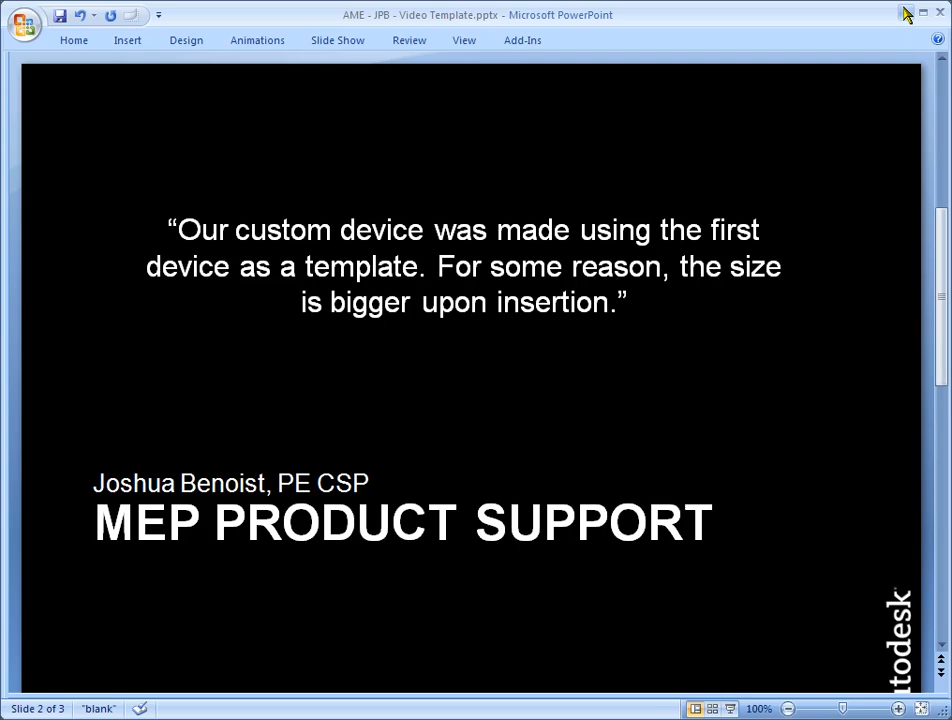 AME - JPB - Video Template.pptx - Microsoft PowerPoint
Home Insert Design Animations Slide Show Review View Add-Ins
“Our custom device was made using the first
device as a template. For some reason, the size
is bigger upon insertion.”
Joshua Benoist, PE CSP
MEP PRODUCT SUPPORT
utodesk
Slide 2 of 3 "blank" 100%